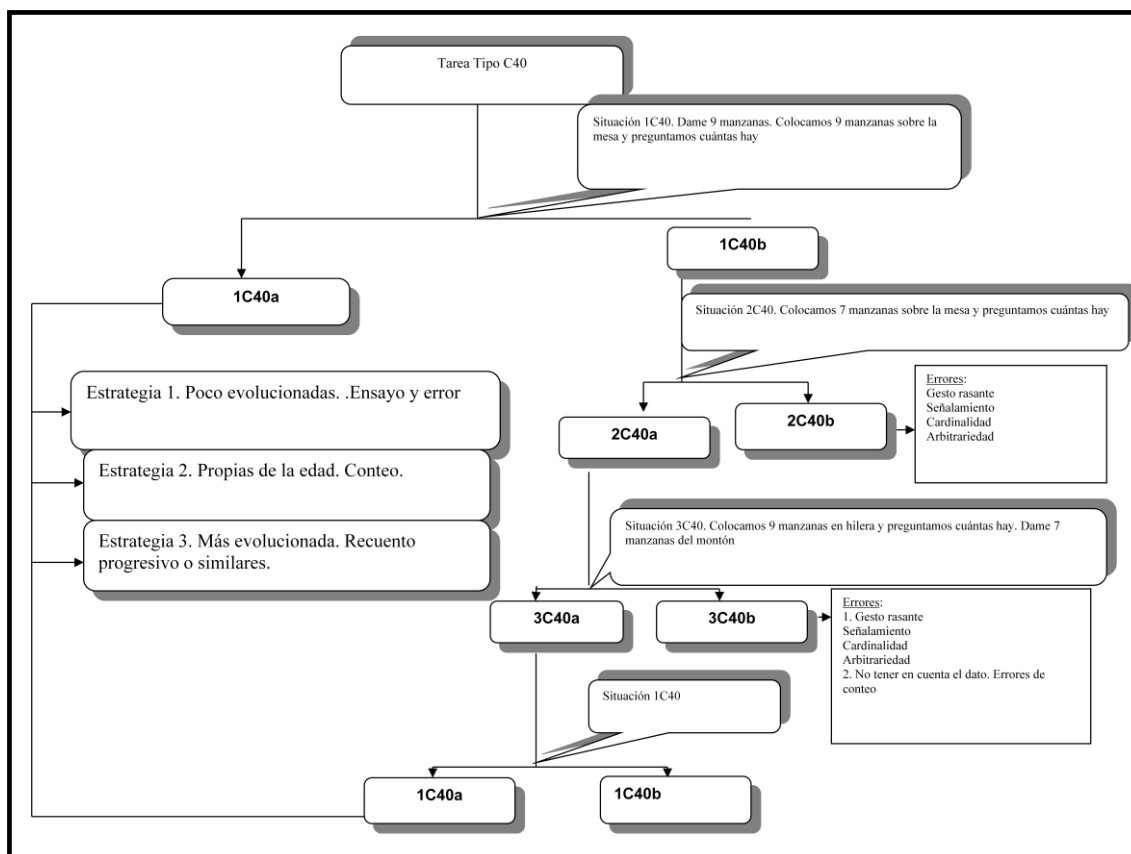 Tarea Tipo C40
Situación 1C40. Dame 9 manzanas. Colocamos 9 manzanas sobre la
mesa y preguntamos cuántas hay
1C40b
1C40a
Situación 2C40. Colocamos 7 manzanas sobre la mesa y preguntamos cuántas hay
Estrategia 1. Poco evolucionadas. .Ensayo y error
Estrategia 2. Propias de la edad. Conteo.
Estrategia 3. Más evolucionada. Recuento
progresivo o similares.
2C40a
2C40b
Errores:
Gesto rasante
Señalamiento
Cardinalidad
Arbitrariedad
Situación 3C40. Colocamos 9 manzanas en hilera y preguntamos cuántas hay. Dame 7
manzanas del montón
3C40a
3C40b
Errores:
1. Gesto rasante
Señalamiento
Cardinalidad
Arbitrariedad
2. No tener en cuenta el dato. Errores de
conteo
Situación 1C40
1C40a
1C40b